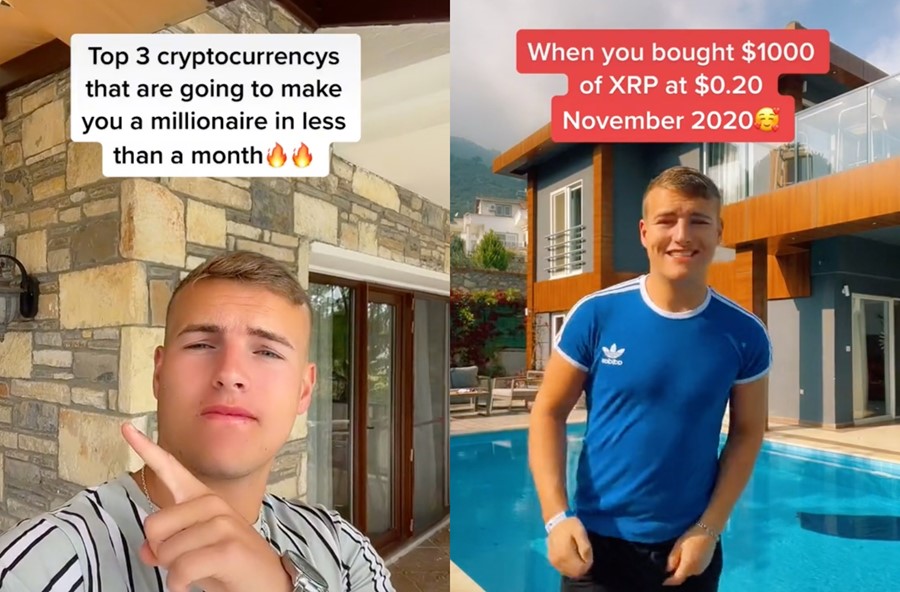 Top 3 cryptocurrencys
that are going to make
you a millionaire in less
than a month🔥🔥
When you bought $1000
of XRP at $0.20
November 2020🥰